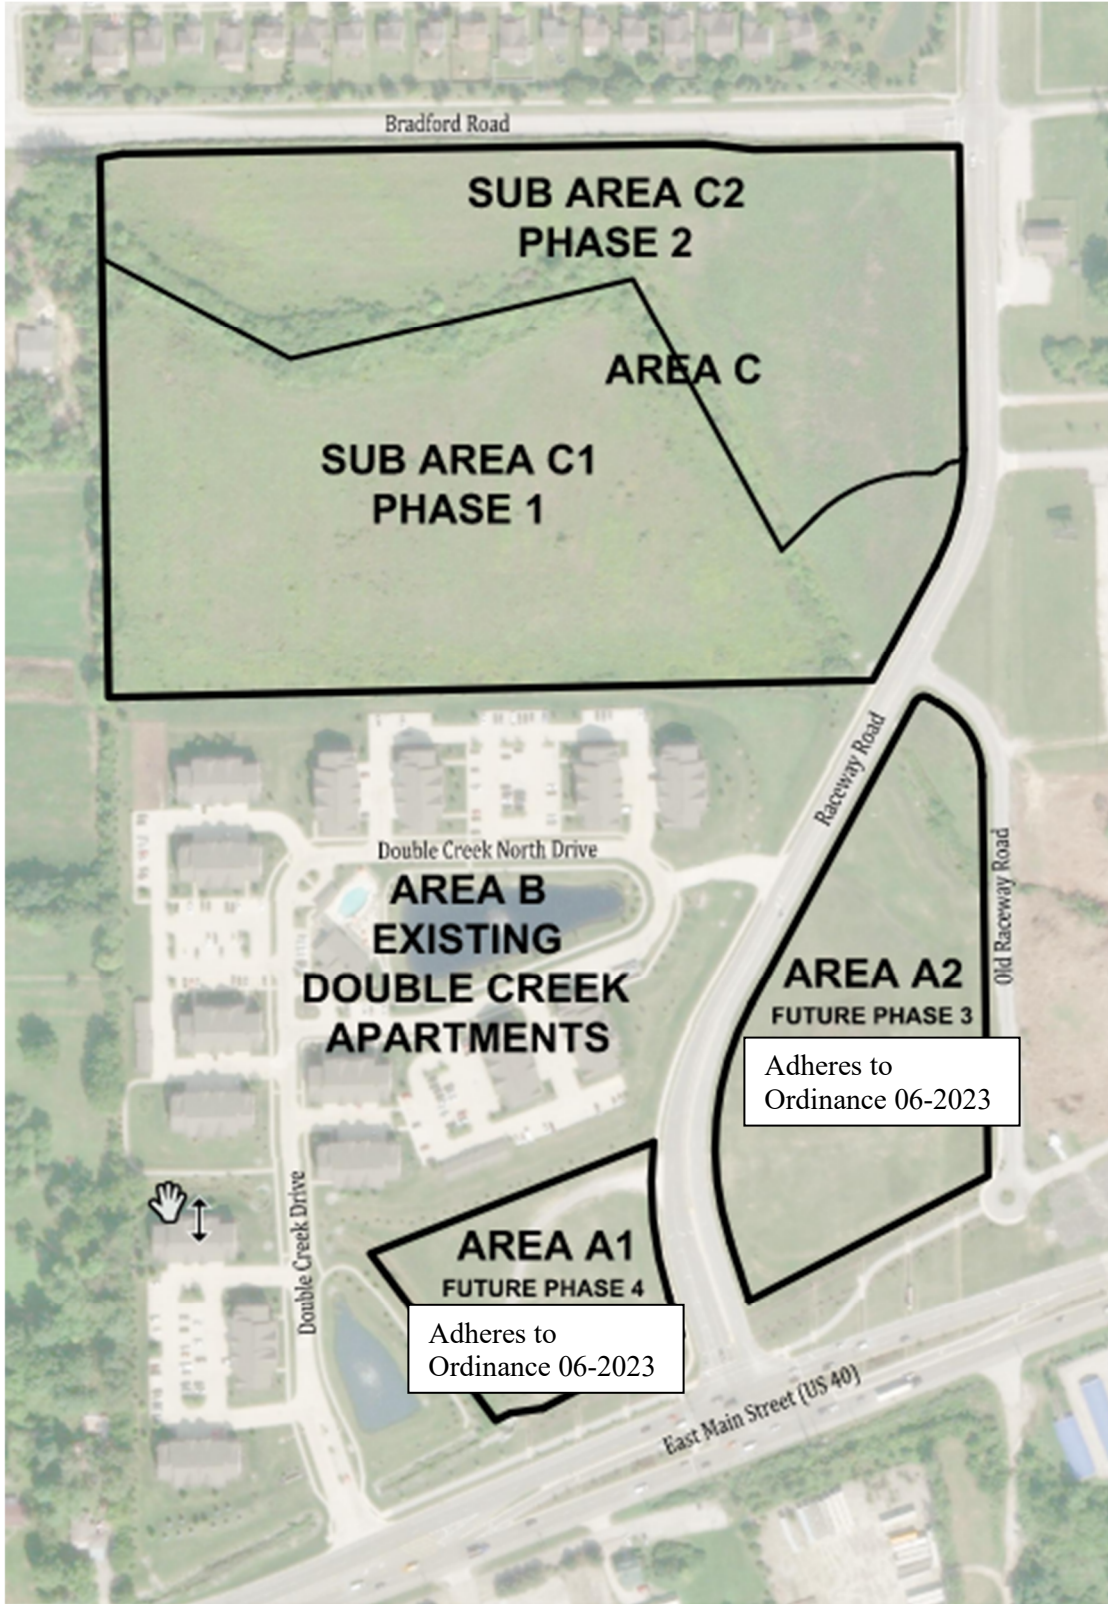 Bradford Road
SUB AREA C2
PHASE 2
AREA C
SUB AREA C1
PHASE 1
Raceway Road
Double Creek North Drive
AREA B
EXISTING
DOUBLE CREEK
APARTMENTS
Old Raceway Road
AREA A2
FUTURE PHASE 3
Adheres to
Ordinance 06-2023
Double Creek Drive
AREA A1
FUTURE PHASE 4
Adheres to
Ordinance 06-2023
East Main Street (US 40)